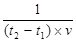 1
(t₂ − t₁) × v